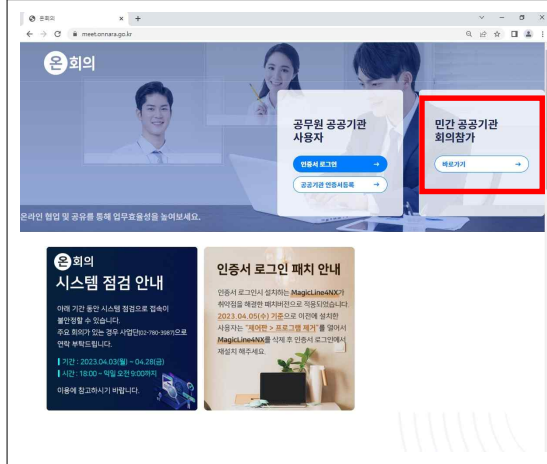 온회의
meet.onnara.go.kr
온 회의
공무원 공공기관
사용자
인증서 로그인 →
공공기관 인증서등록 →
민간 공공기관
회의참가
바로가기 →
온라인 협업 및 공유를 통해 업무효율성을 높여보세요.
온 회의
시스템 점검 안내
아래 기간 동안 시스템 점검으로 접속이
불안정할 수 있습니다.
주요 회의가 있는 경우 사업단(02-760-3987)으로
연락 부탁드립니다.
기간 : 2023.04.03(월) ~ 04.28(금)
시간 : 18:00 ~ 익일 오전 9:00까지
이용에 참고하시기 바랍니다.
인증서 로그인 패치 안내
인증서 로그인시 설치하는 MagicLine4NX가
취약점을 해결한 패치버전으로 적용되었습니다.
2023.04.05(수) 기준으로 이전에 설치한
사용자는 "제어판 > 프로그램 제거"를 열어서
MagicLine4NX를 삭제 후 인증서 로그인에서
재설치 해주세요.